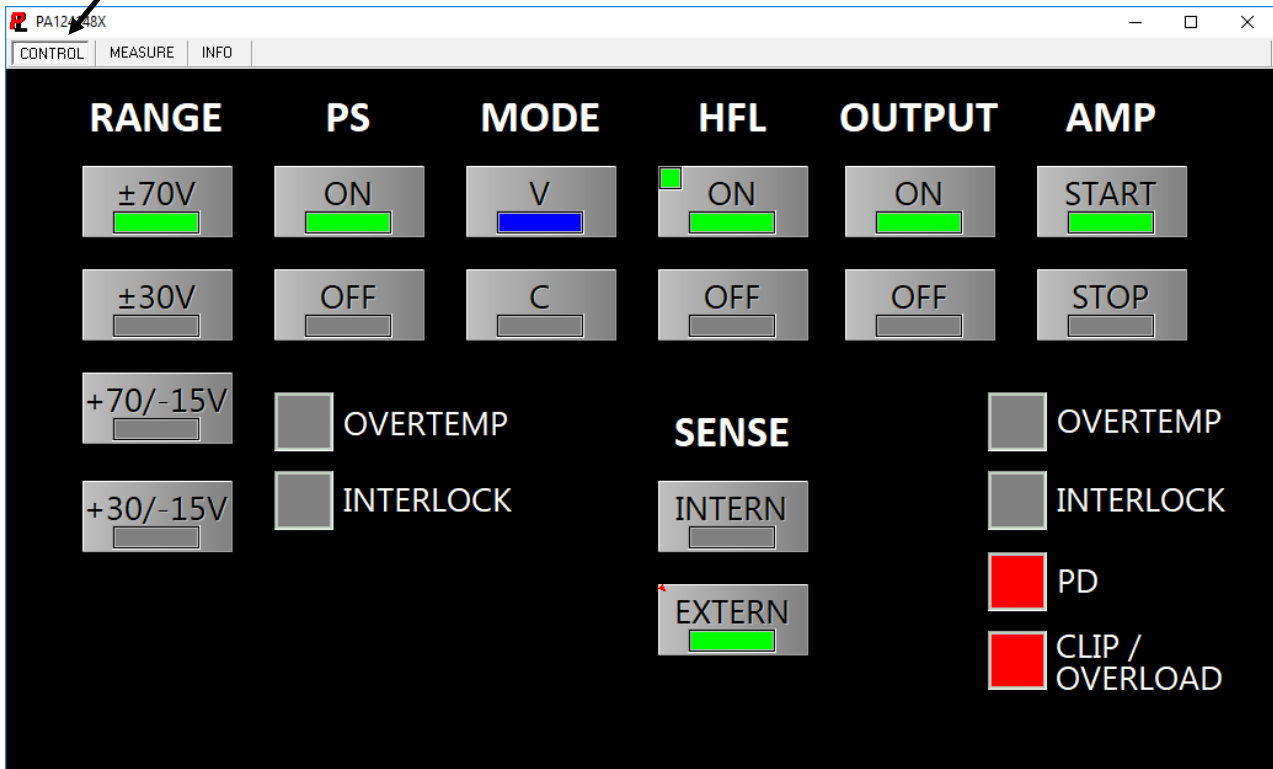 PA124148X
CONTROL MEASURE INFO
RANGE PS MODE HFL OUTPUT AMP
±70V ON V ON ON START
±30V OFF C OFF OFF STOP
+70/-15V
OVERTEMP
SENSE
OVERTEMP
+30/-15V
INTERLOCK
INTERN
INTERLOCK
PD
EXTERN
CLIP /
OVERLOAD